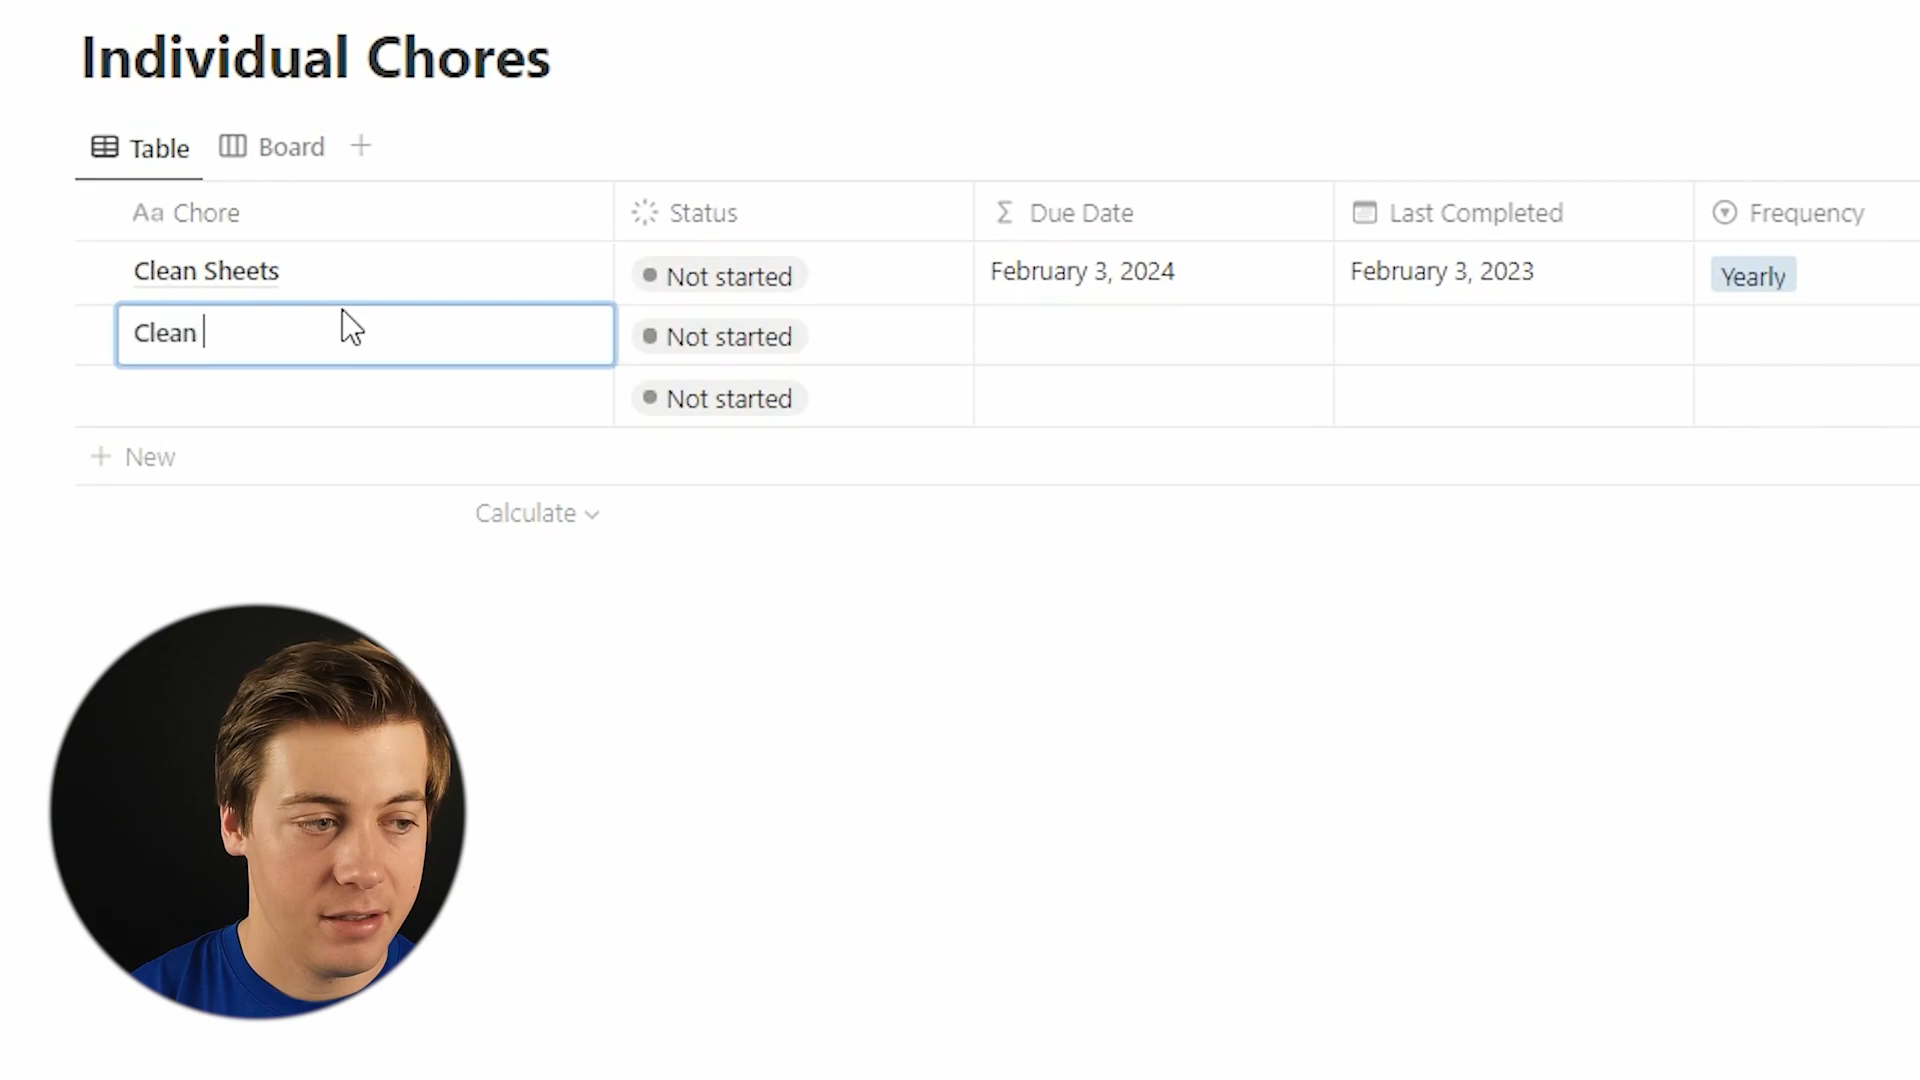 Individual Chores
Table Board
Aa Chore Status Due Date Last Completed Frequency
Clean Sheets Not started February 3, 2024 February 3, 2023 Yearly
Clean Not started
Not started
+ New
Calculate